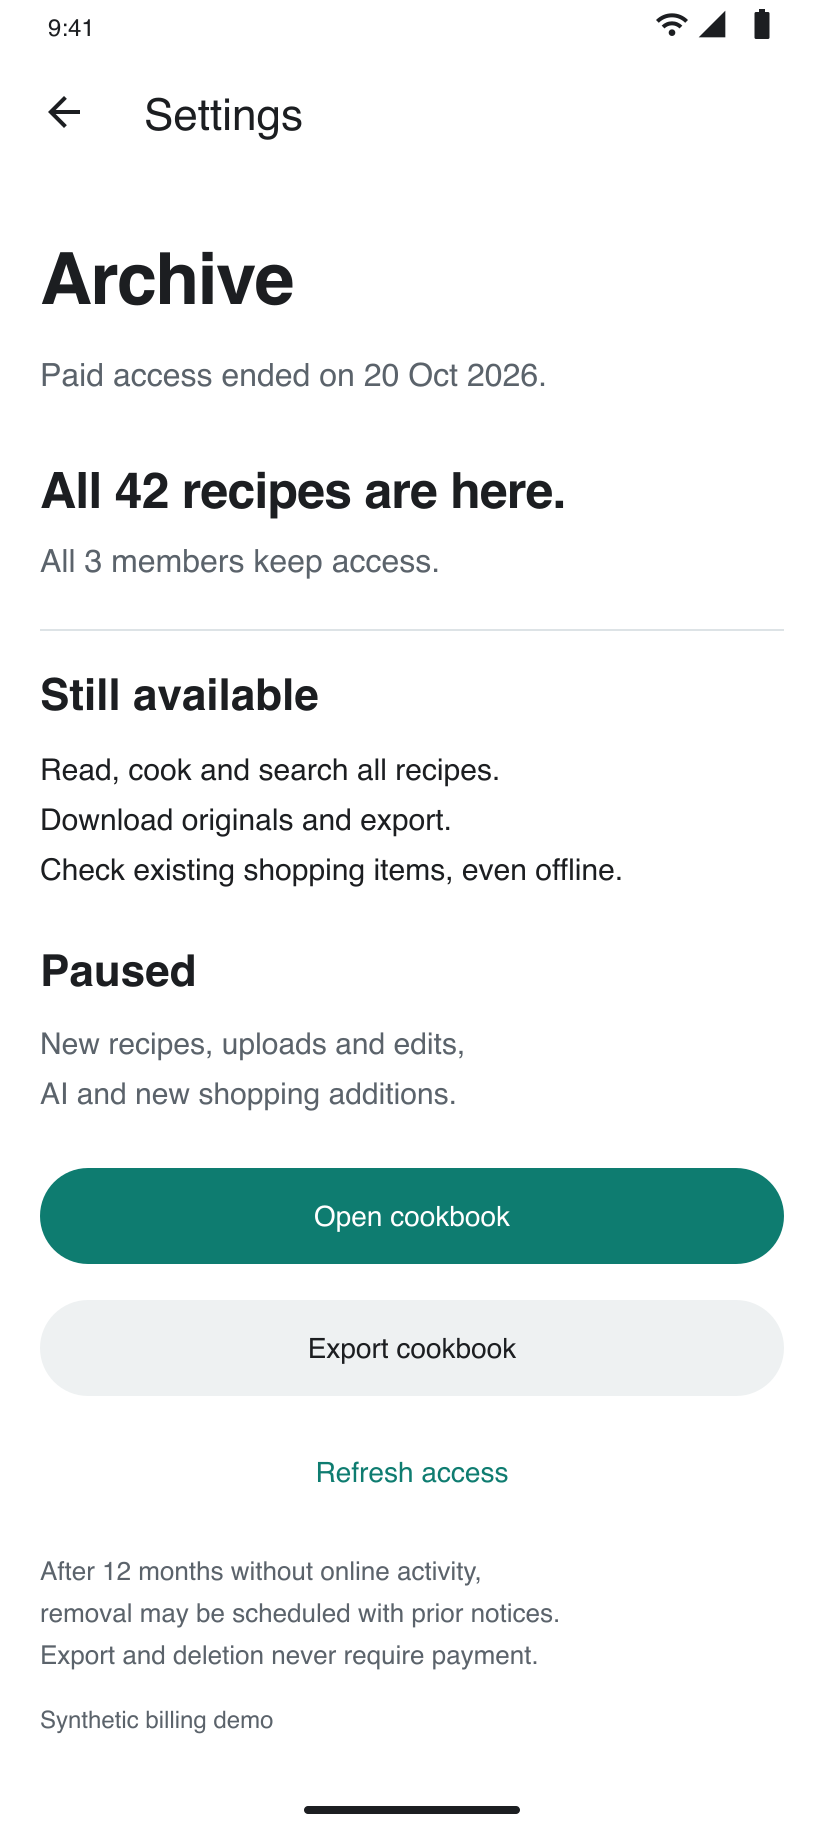 9:41
Settings
Archive
Paid access ended on 20 Oct 2026.
All 42 recipes are here.
All 3 members keep access.
Still available
Read, cook and search all recipes.
Download originals and export.
Check existing shopping items, even offline.
Paused
New recipes, uploads and edits,
AI and new shopping additions.
Open cookbook
Export cookbook
Refresh access
After 12 months without online activity,
removal may be scheduled with prior notices.
Export and deletion never require payment.
Synthetic billing demo